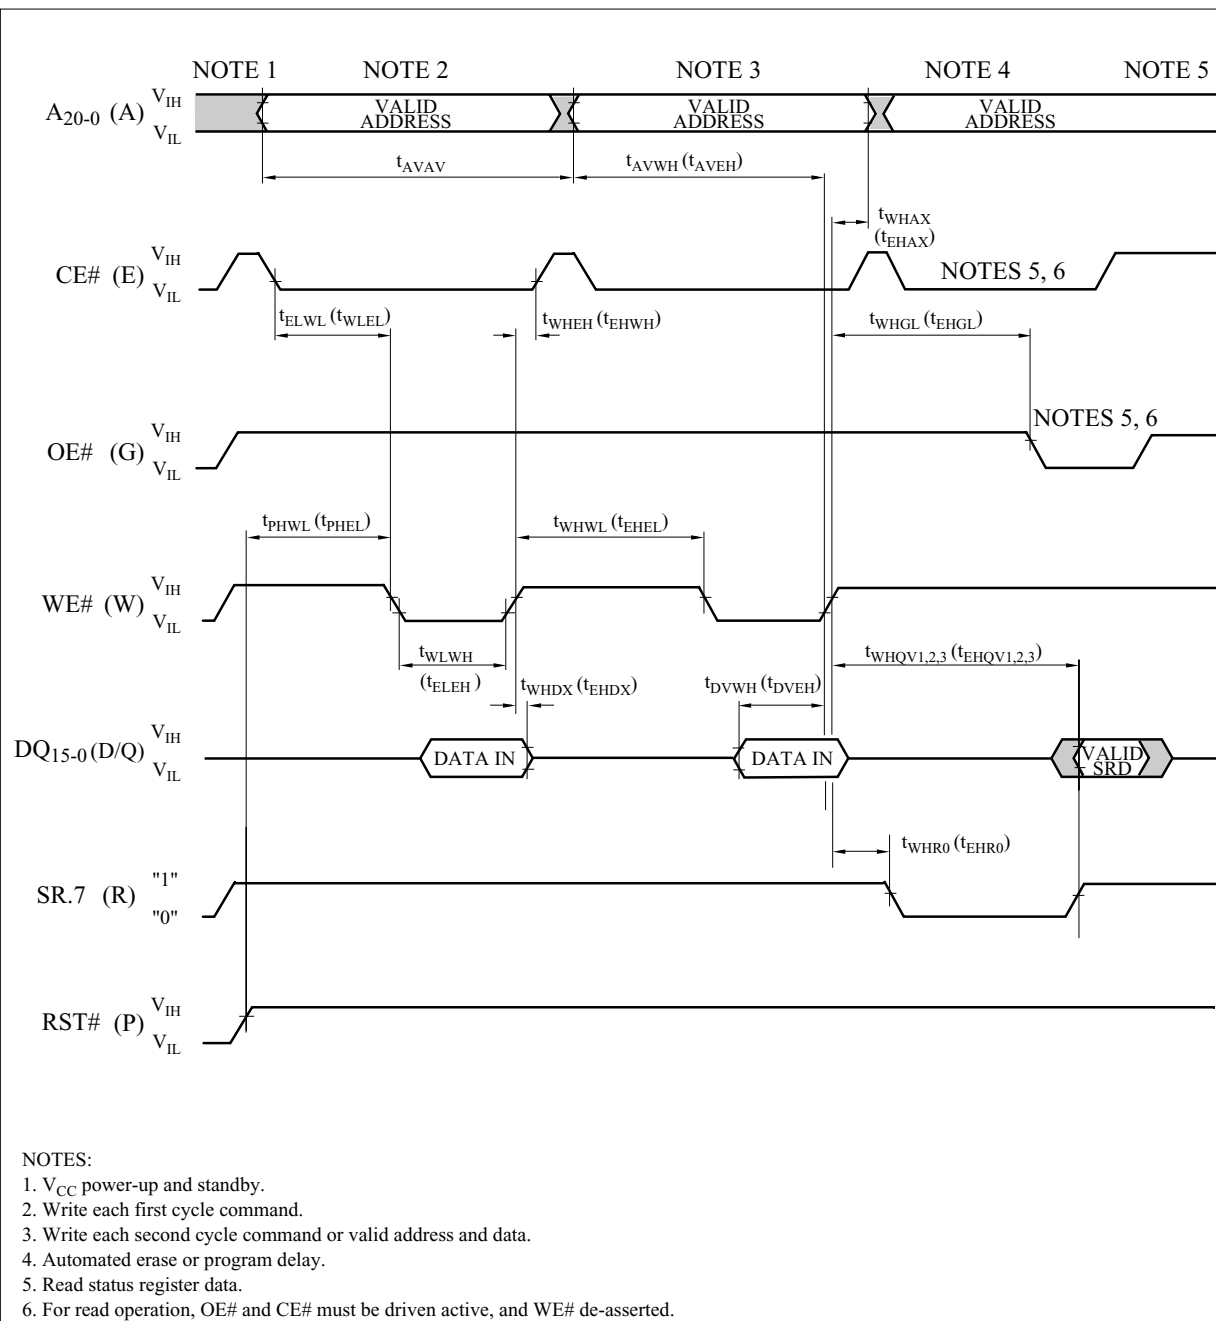 NOTE 1 NOTE 2 NOTE 3 NOTE 4 NOTE 5
A20-0 (A) VIH VIL
VALID ADDRESS VALID ADDRESS VALID ADDRESS
tAVAV tAVWH (tAVEH)
tWHAX (tEHAX)
CE# (E) VIH VIL
NOTES 5, 6
tELWL (tWLEL) tWHEH (tEHWH) tWHGL (tEHGL)
OE# (G) VIH VIL
NOTES 5, 6
tPHWL (tPHEL) tWHWL (tEHEL)
WE# (W) VIH VIL
tWLWH (tELEH) tWHDX (tEHDX) tDVWH (tDVEH) tWHQV1,2,3 (tEHQV1,2,3)
DQ15-0 (D/Q) VIH VIL
DATA IN DATA IN VALID SRD
tWHR0 (tEHR0)
SR.7 (R) "1" "0"
RST# (P) VIH VIL
NOTES:
1. VCC power-up and standby.
2. Write each first cycle command.
3. Write each second cycle command or valid address and data.
4. Automated erase or program delay.
5. Read status register data.
6. For read operation, OE# and CE# must be driven active, and WE# de-asserted.